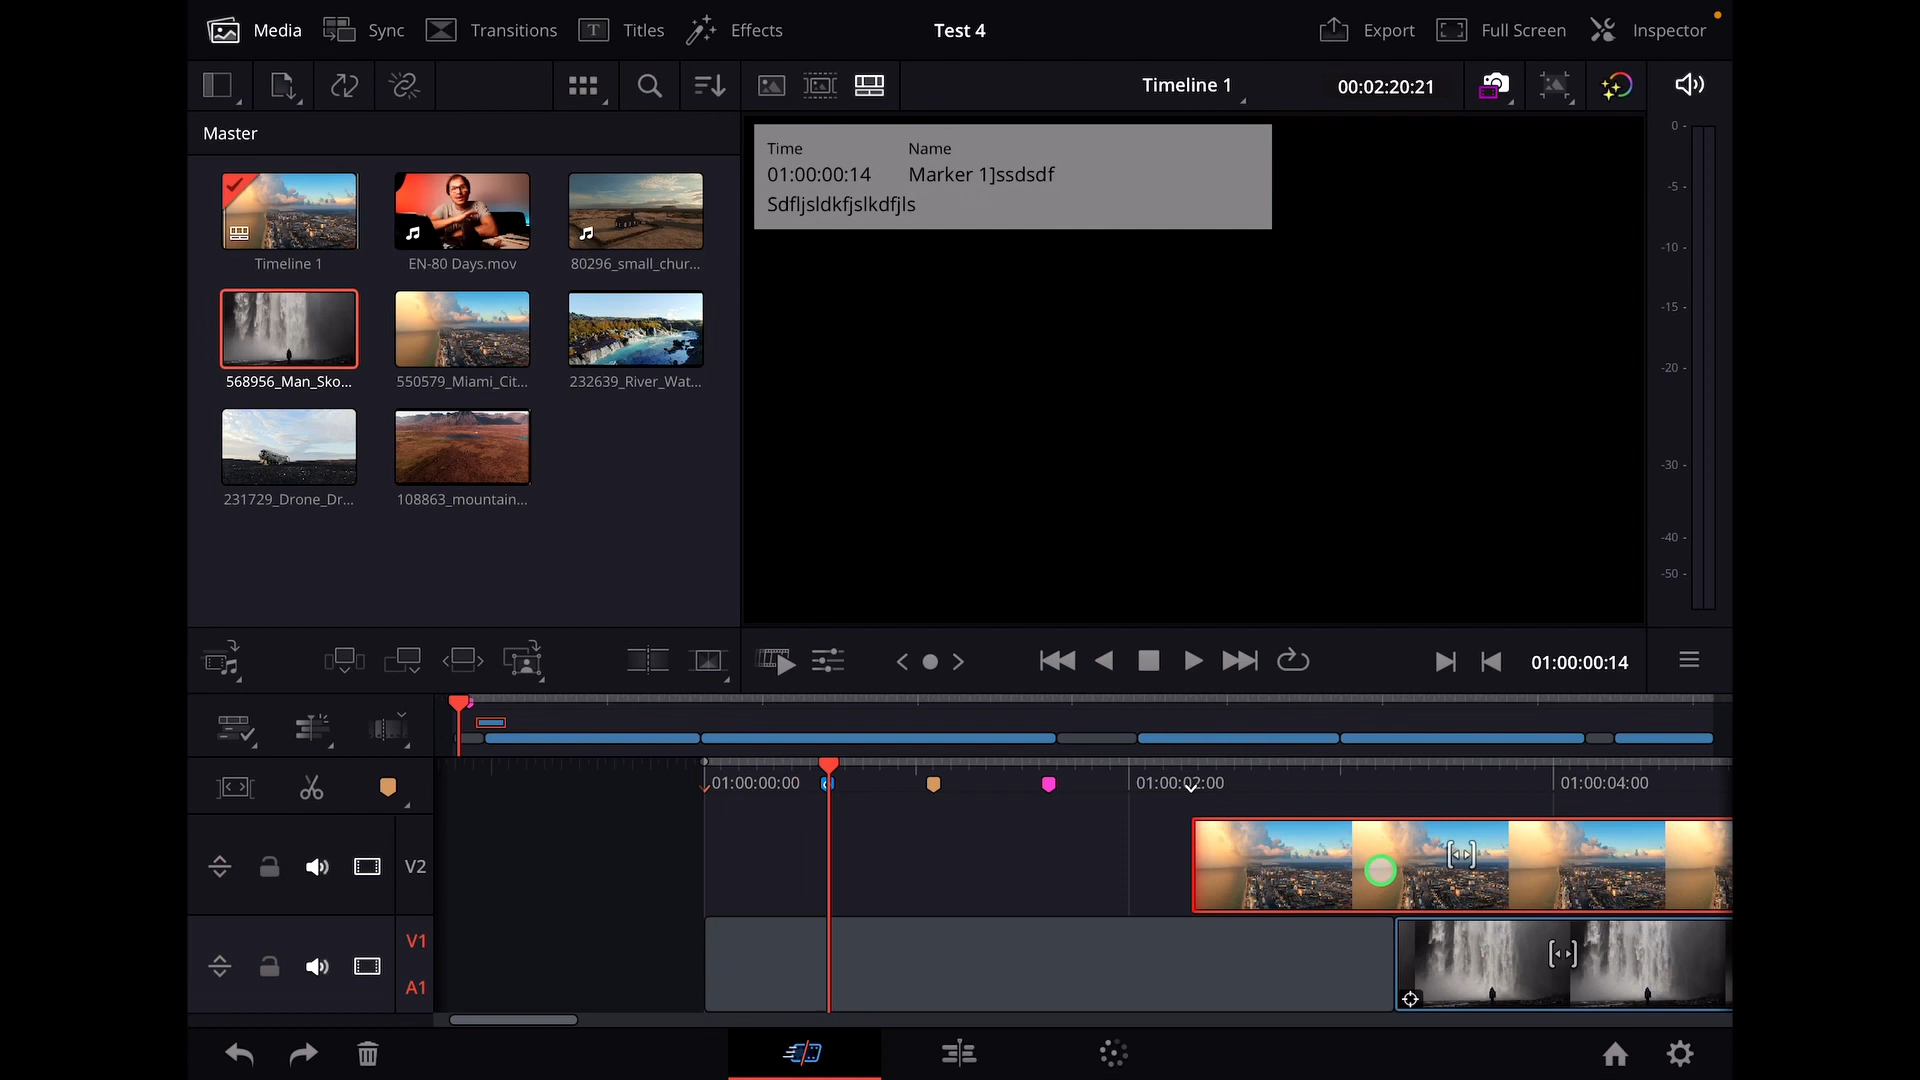 Media
Sync
Transitions
Titles
Effects
Test 4
Export
Full Screen
Inspector
Timeline 1
00:02:20:21
Master
Timeline 1
EN-80 Days.mov
80296_small_chur...
568956_Man_Sko...
550579_Miami_Cit...
232639_River_Wat...
231729_Drone_Dr...
108863_mountain...
Time Name
01:00:00:14 Marker 1]ssdsdf
Sdfljsldkfjslkdfjls
0 -
-5 -
-10 -
-15 -
-20 -
-30 -
-40 -
-50 -
01:00:00:14
01:00:00:00
01:00:02:00
01:00:04:00
V2
V1
A1